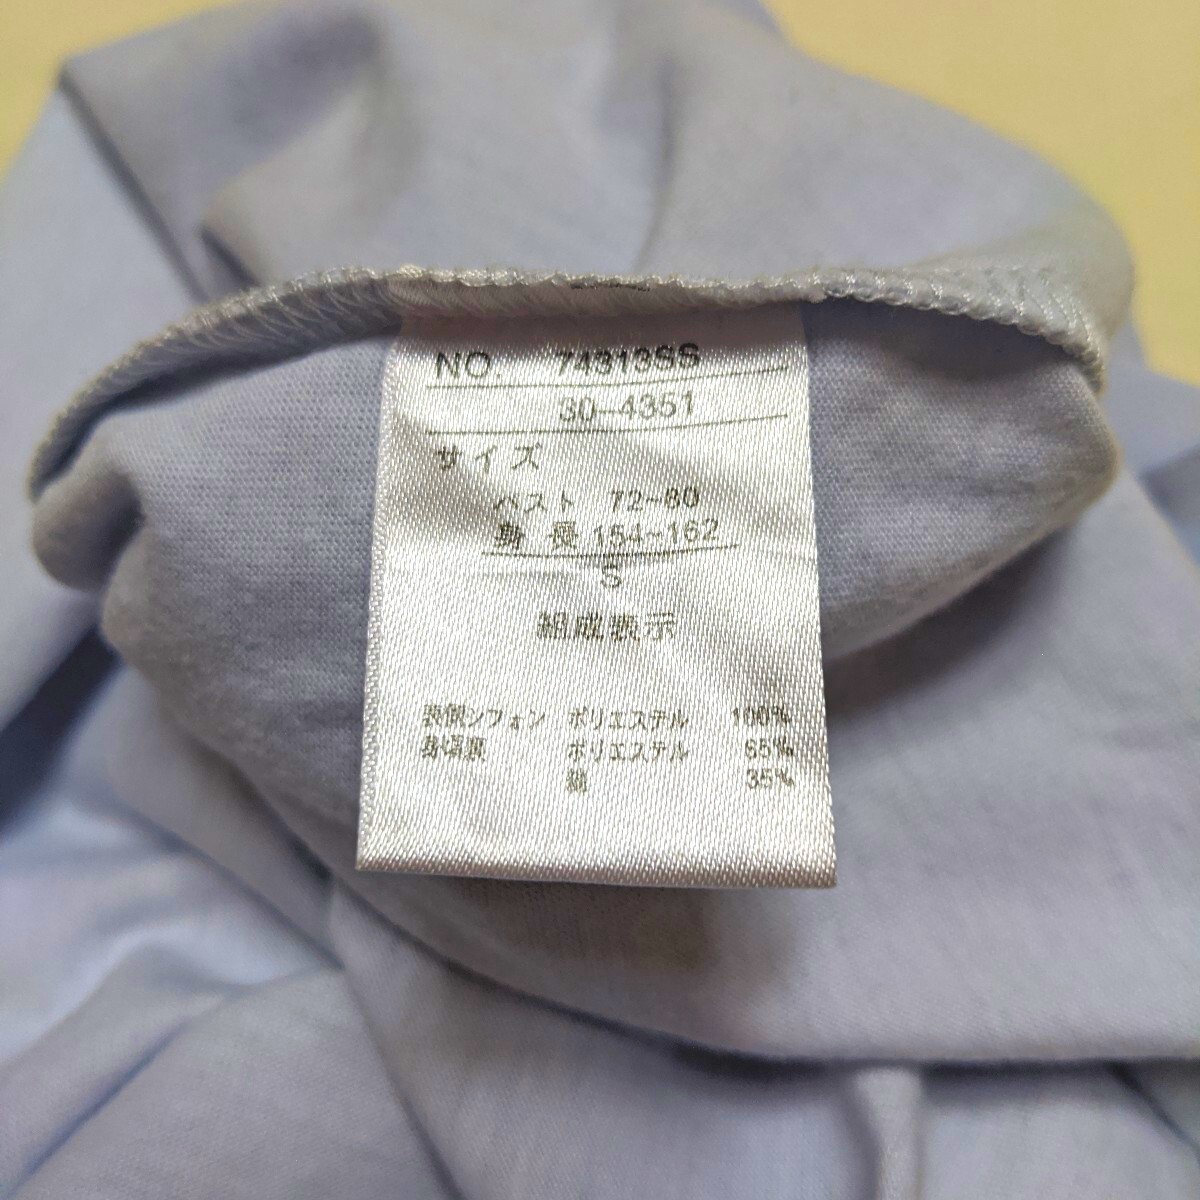 NO 74313SS
30-4351
サイズ
バスト 72~80
身長 154~162
S
組成表示
表側シフォン ポリエステル 100%
身頃裏 ポリエステル 65%
綿 35%